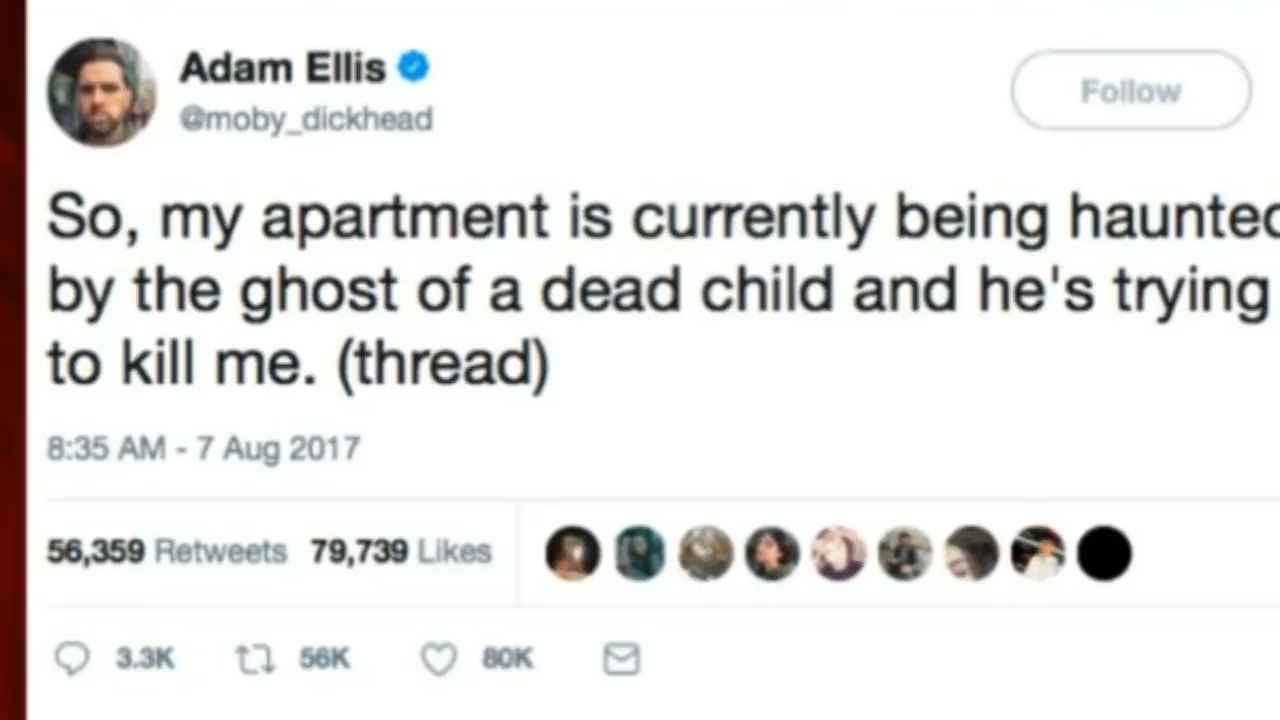 Adam Ellis
@moby_dickhead
Follow
So, my apartment is currently being haunted
by the ghost of a dead child and he's trying
to kill me. (thread)
8:35 AM - 7 Aug 2017
56,359 Retweets 79,739 Likes
3.3K 56K 80K